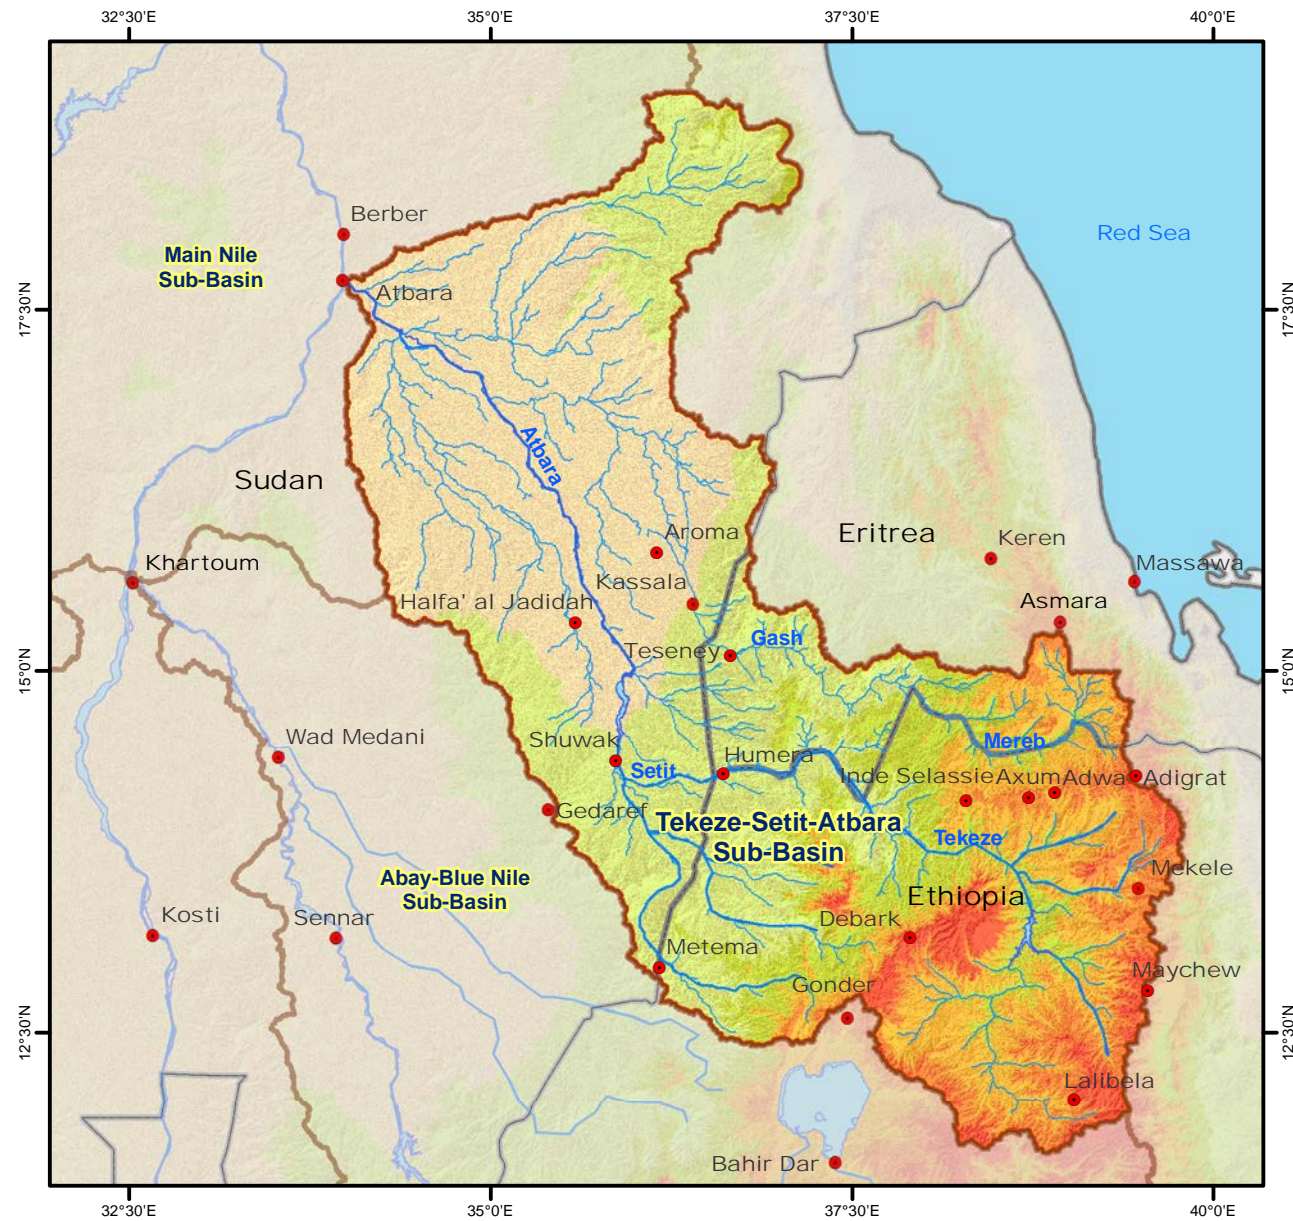 32°30'E
35°0'E
37°30'E
40°0'E
Berber
Red Sea
Main Nile
Sub-Basin
Atbara
17°30'N
17°30'N
Atbara
Sudan
Aroma
Eritrea
Keren
Khartoum
Massawa
Kassala
Halfa' al Jadidah
Asmara
Gash
Teseney
15°0'N
15°0'N
Wad Medani
Shuwak
Mereb
Setit
Humera
Inde Selassie
Axum
Adwa
Adigrat
Gedaref
Tekeze-Setit-Atbara
Sub-Basin
Tekeze
Mekele
Abay-Blue Nile
Sub-Basin
Ethiopia
Kosti
Sennar
Debark
Metema
Maychew
Gonder
12°30'N
12°30'N
Lalibela
Bahir Dar
32°30'E
35°0'E
37°30'E
40°0'E